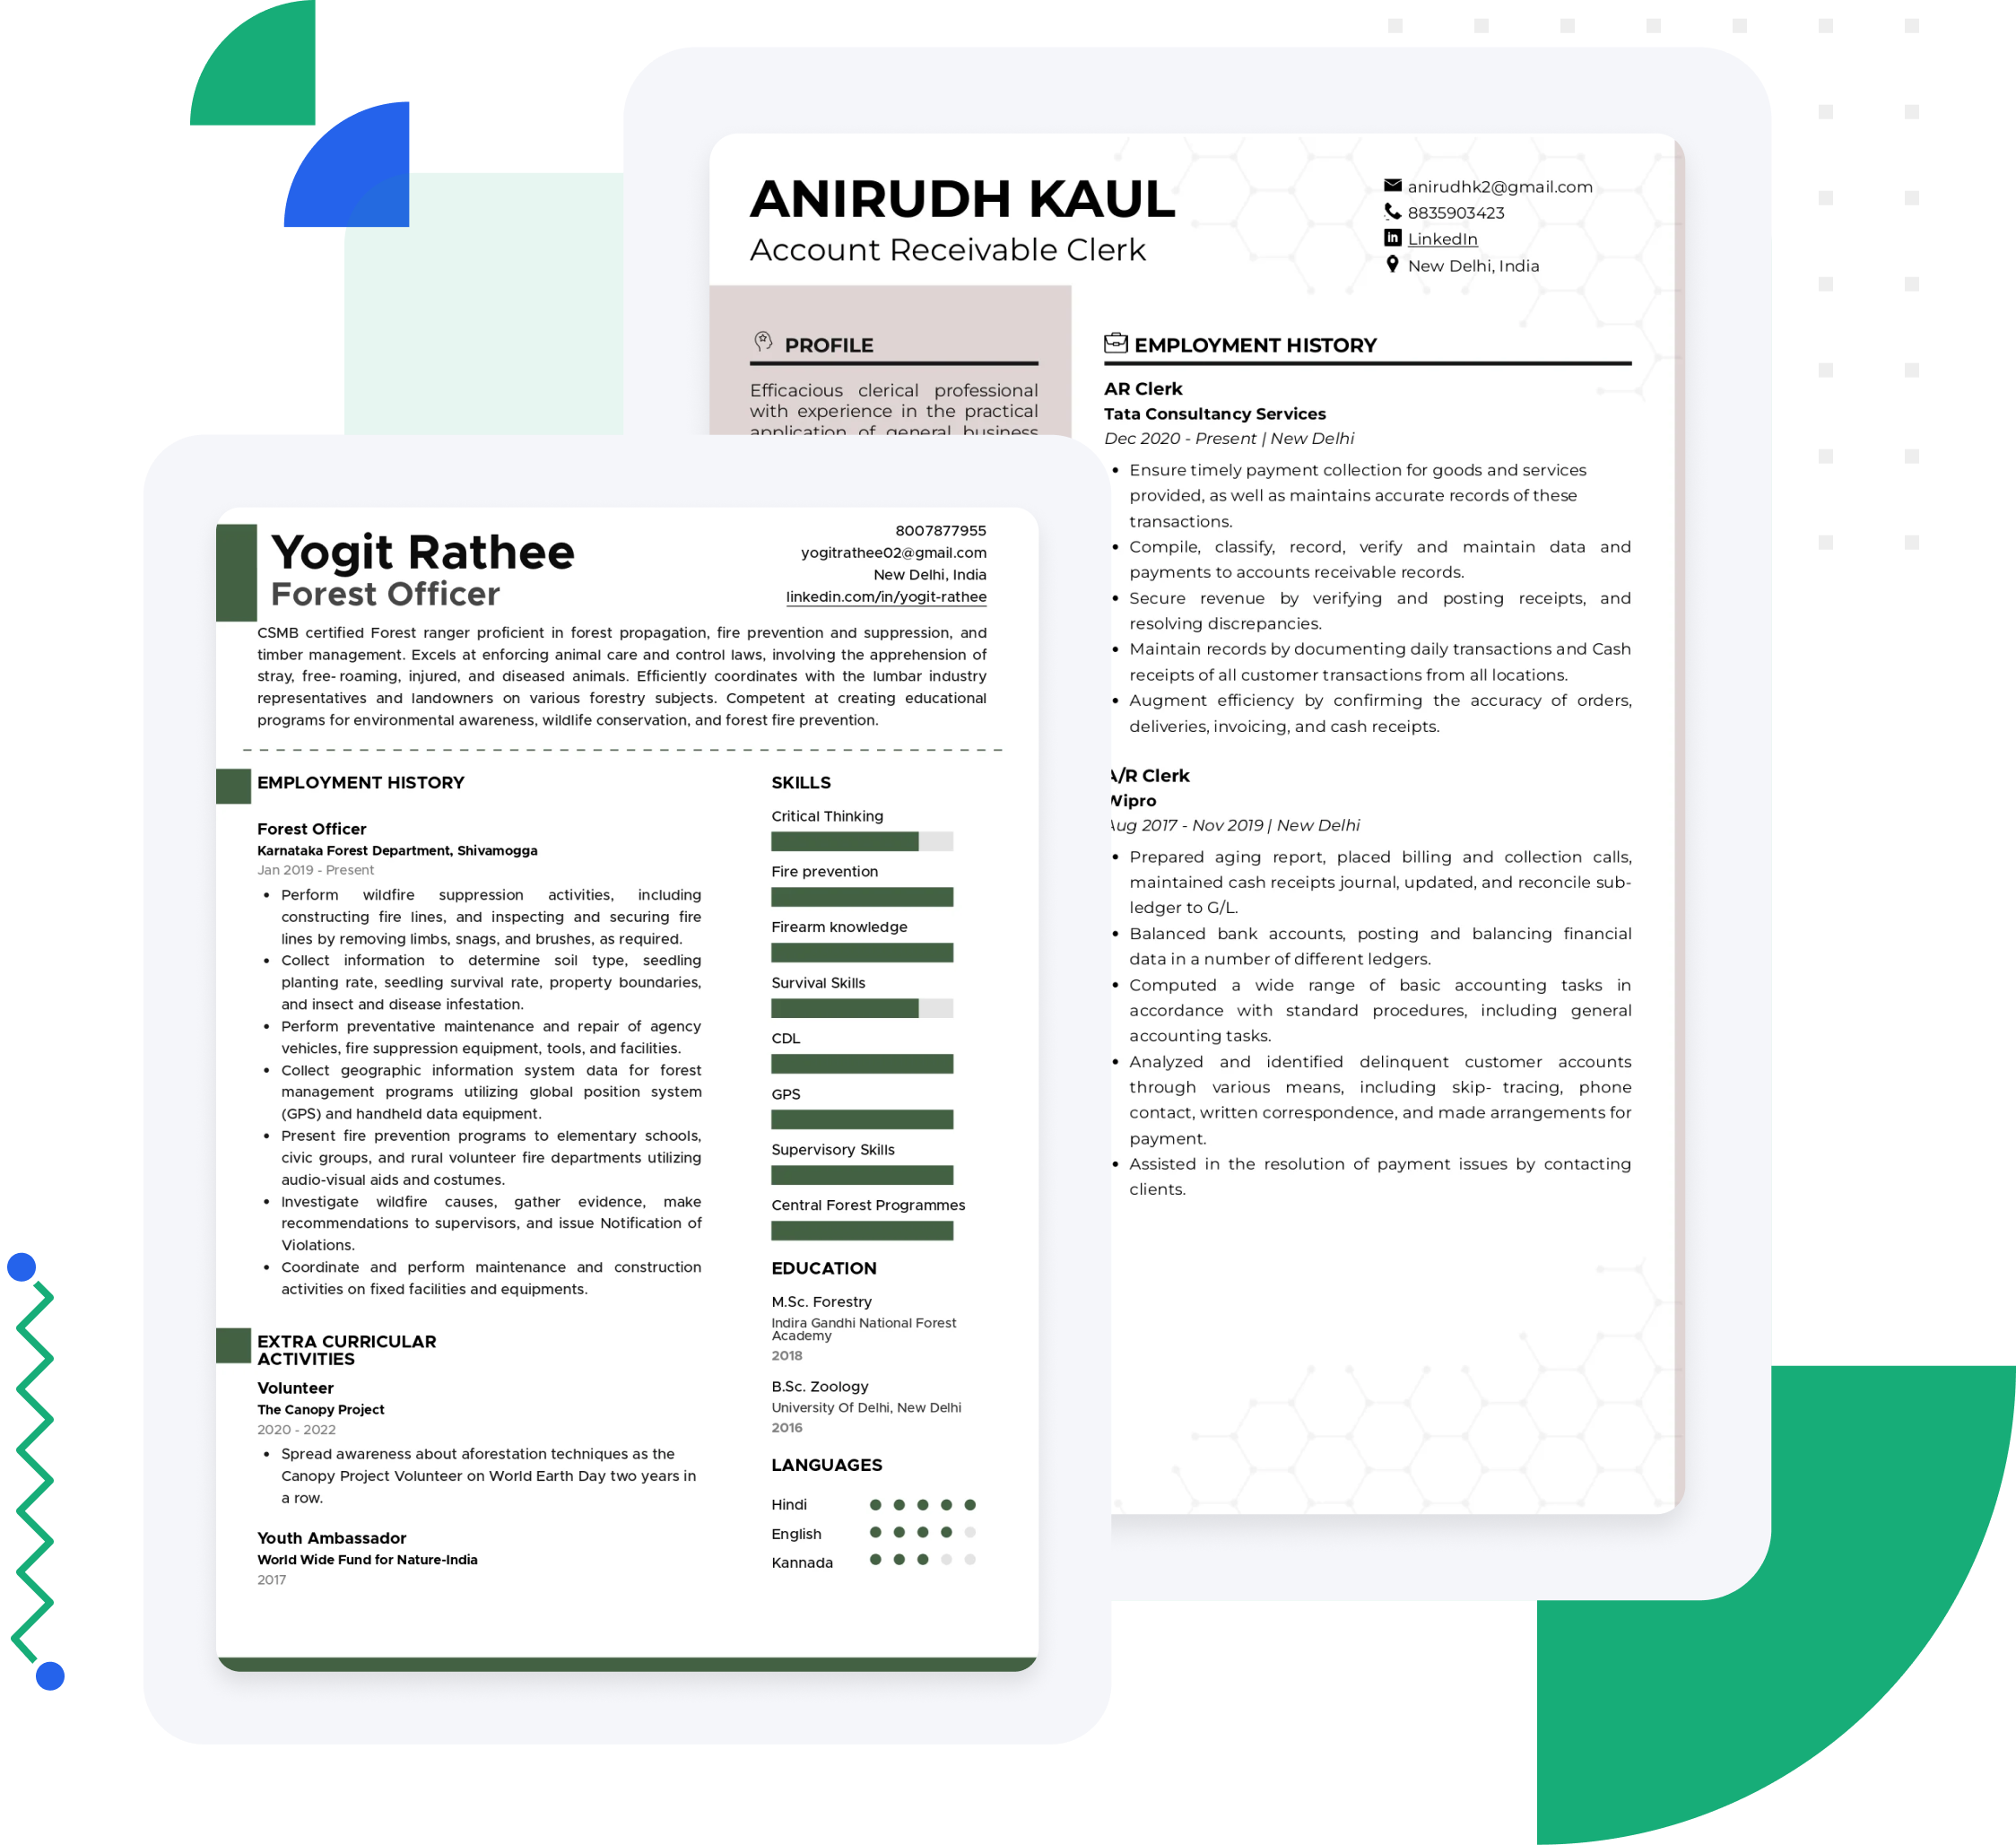 ANIRUDH KAUL
Account Receivable Clerk
anirudhk2@gmail.com
8835903423
LinkedIn
New Delhi, India
PROFILE
Efficacious clerical professional
with experience in the practical
application of general business
EMPLOYMENT HISTORY
AR Clerk
Tata Consultancy Services
Dec 2020 - Present | New Delhi
• Ensure timely payment collection for goods and services
provided, as well as maintains accurate records of these
transactions.
• Compile, classify, record, verify and maintain data and
payments to accounts receivable records.
• Secure revenue by verifying and posting receipts, and
resolving discrepancies.
• Maintain records by documenting daily transactions and Cash
receipts of all customer transactions from all locations.
• Augment efficiency by confirming the accuracy of orders,
deliveries, invoicing, and cash receipts.
A/R Clerk
Wipro
Aug 2017 - Nov 2019 | New Delhi
• Prepared aging report, placed billing and collection calls,
maintained cash receipts journal, updated, and reconcile sub-
ledger to G/L.
• Balanced bank accounts, posting and balancing financial
data in a number of different ledgers.
• Computed a wide range of basic accounting tasks in
accordance with standard procedures, including general
accounting tasks.
• Analyzed and identified delinquent customer accounts
through various means, including skip- tracing, phone
contact, written correspondence, and made arrangements for
payment.
• Assisted in the resolution of payment issues by contacting
clients.
Yogit Rathee
Forest Officer
8007877955
yogitrathee02@gmail.com
New Delhi, India
linkedin.com/in/yogit-rathee
CSMB certified Forest ranger proficient in forest propagation, fire prevention and suppression, and
timber management. Excels at enforcing animal care and control laws, involving the apprehension of
stray, free- roaming, injured, and diseased animals. Efficiently coordinates with the lumbar industry
representatives and landowners on various forestry subjects. Competent at creating educational
programs for environmental awareness, wildlife conservation, and forest fire prevention.
EMPLOYMENT HISTORY
Forest Officer
Karnataka Forest Department, Shivamogga
Jan 2019 - Present
• Perform wildfire suppression activities, including
constructing fire lines, and inspecting and securing fire
lines by removing limbs, snags, and brushes, as required.
• Collect information to determine soil type, seedling
planting rate, seedling survival rate, property boundaries,
and insect and disease infestation.
• Perform preventative maintenance and repair of agency
vehicles, fire suppression equipment, tools, and facilities.
• Collect geographic information system data for forest
management programs utilizing global position system
(GPS) and handheld data equipment.
• Present fire prevention programs to elementary schools,
civic groups, and rural volunteer fire departments utilizing
audio-visual aids and costumes.
• Investigate wildfire causes, gather evidence, make
recommendations to supervisors, and issue Notification of
Violations.
• Coordinate and perform maintenance and construction
activities on fixed facilities and equipments.
EXTRA CURRICULAR
ACTIVITIES
Volunteer
The Canopy Project
2020 - 2022
• Spread awareness about aforestation techniques as the
Canopy Project Volunteer on World Earth Day two years in
a row.
Youth Ambassador
World Wide Fund for Nature-India
2017
SKILLS
Critical Thinking
Fire prevention
Firearm knowledge
Survival Skills
CDL
GPS
Supervisory Skills
Central Forest Programmes
EDUCATION
M.Sc. Forestry
Indira Gandhi National Forest
Academy
2018
B.Sc. Zoology
University Of Delhi, New Delhi
2016
LANGUAGES
Hindi
English
Kannada